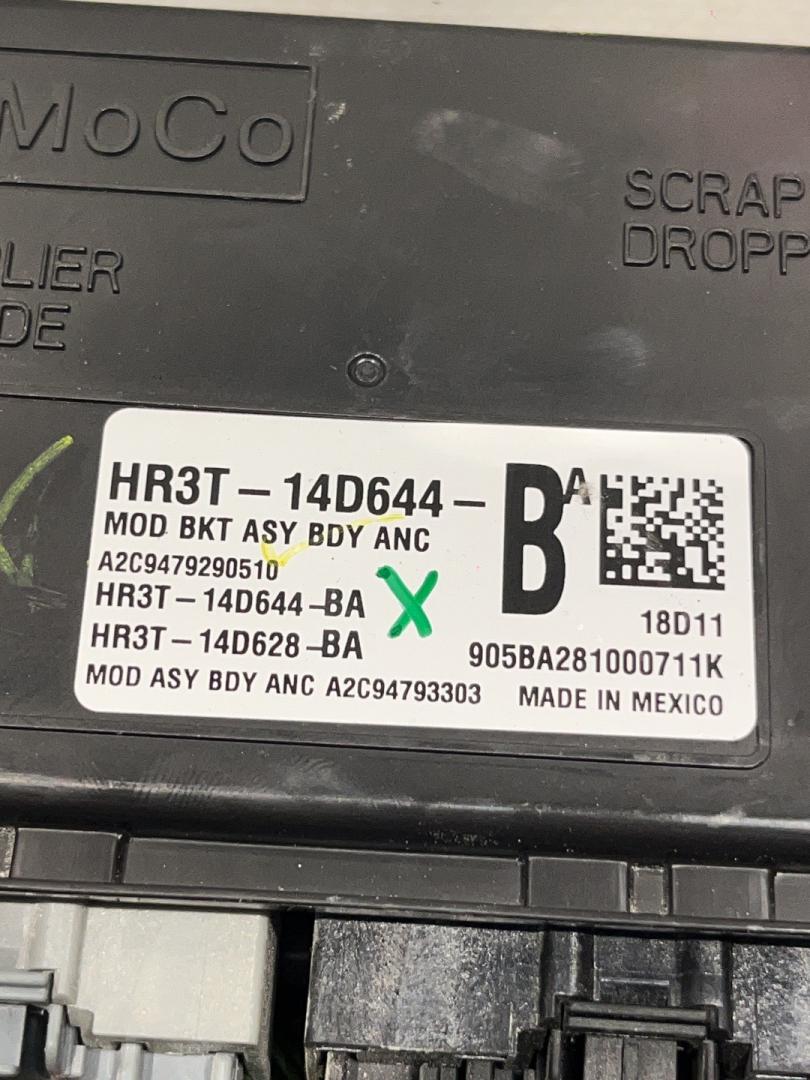 MoCo
SCRAP
DROPP
LIER
DE
HR3T-14D644-BA
MOD BKT ASY BDY ANC
A2C9479290510
HR3T-14D644-BA X
HR3T-14D628-BA
18D11
905BA281000711K
MOD ASY BDY ANC A2C94793303
MADE IN MEXICO